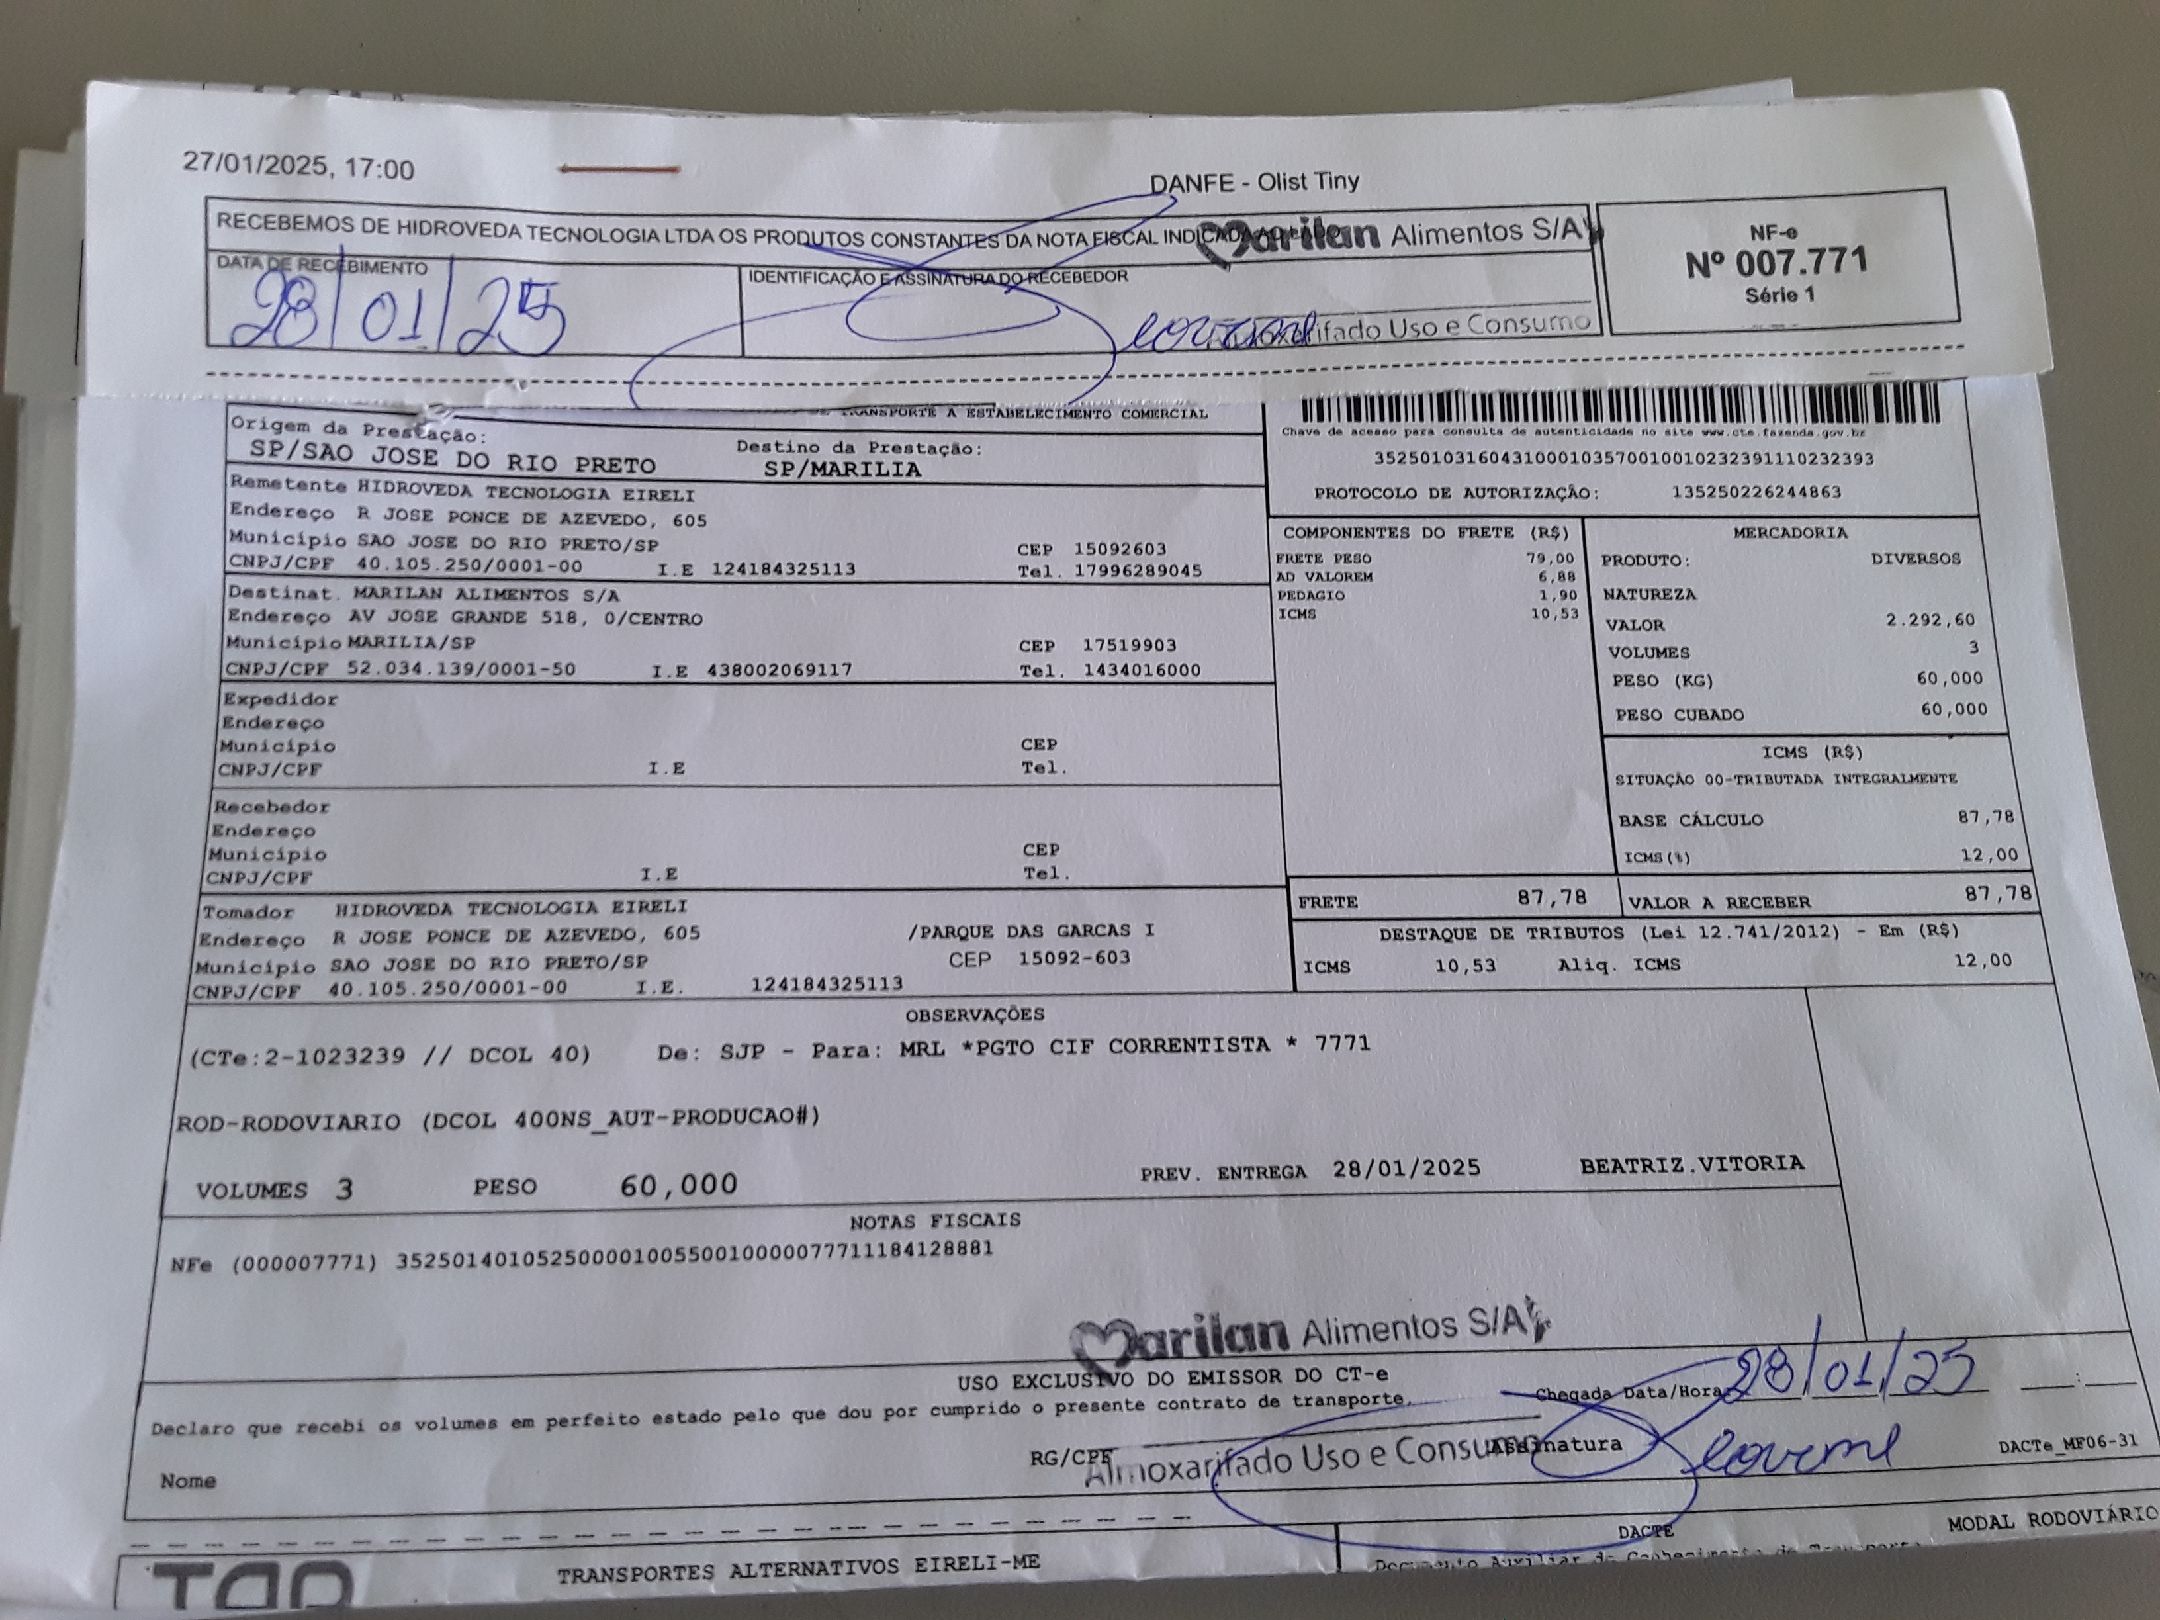 27/01/2025, 17:00
DANFE - Olist Tiny
RECEBEMOS DE HIDROVEDA TECNOLOGIA LTDA OS PRODUTOS CONSTANTES DA NOTA FISCAL
Marilan Alimentos S/A
NF-e
Nº 007.771
Série 1
DATA DE RECEBIMENTO
28/01/25
IDENTIFICAÇÃO E ASSINATURA DO RECEBEDOR
Uso e Consumo
TRANSPORTE A ESTABELECIMENTO COMERCIAL
Origem da Prestação:
SP/SAO JOSE DO RIO PRETO
Destino da Prestação:
SP/MARILIA
Chave de acesso para consulta de autenticidade no site www.cte.fazenda.gov.br
35250103160431000103570010010232391110232393
PROTOCOLO DE AUTORIZAÇÃO: 135250226244863
Remetente HIDROVEDA TECNOLOGIA EIRELI
Endereço R JOSE PONCE DE AZEVEDO, 605
Município SAO JOSE DO RIO PRETO/SP CEP 15092603
CNPJ/CPF 40.105.250/0001-00 I.E 124184325113 Tel. 17996289045
Destinat. MARILAN ALIMENTOS S/A
Endereço AV JOSE GRANDE 518, 0/CENTRO
Município MARILIA/SP CEP 17519903
CNPJ/CPF 52.034.139/0001-50 I.E 438002069117 Tel. 1434016000
Expedidor
Endereço
Município CEP
CNPJ/CPF I.E Tel.
Recebedor
Endereço
Município CEP
CNPJ/CPF I.E Tel.
Tomador HIDROVEDA TECNOLOGIA EIRELI
Endereço R JOSE PONCE DE AZEVEDO, 605 /PARQUE DAS GARCAS I
Município SAO JOSE DO RIO PRETO/SP CEP 15092-603
CNPJ/CPF 40.105.250/0001-00 I.E. 124184325113
COMPONENTES DO FRETE (R$)
FRETE PESO 79,00
AD VALOREM 6,88
PEDAGIO 1,90
ICMS 10,53
MERCADORIA
PRODUTO: DIVERSOS
NATUREZA
VALOR 2.292,60
VOLUMES 3
PESO (KG) 60,000
PESO CUBADO 60,000
ICMS (R$)
SITUAÇÃO 00-TRIBUTADA INTEGRALMENTE
BASE CÁLCULO 87,78
ICMS(%) 12,00
FRETE 87,78
VALOR A RECEBER 87,78
DESTAQUE DE TRIBUTOS (Lei 12.741/2012) - Em (R$)
ICMS 10,53 Aliq. ICMS 12,00
OBSERVAÇÕES
(CTe:2-1023239 // DCOL 40) De: SJP - Para: MRL *PGTO CIF CORRENTISTA * 7771
ROD-RODOVIARIO (DCOL 400NS_AUT-PRODUCAO#)
VOLUMES 3 PESO 60,000 PREV. ENTREGA 28/01/2025 BEATRIZ.VITORIA
NOTAS FISCAIS
NFe (000007771) 35250140105250000100550010000077711184128881
Marilan Alimentos S/A
USO EXCLUSIVO DO EMISSOR DO CT-e
Chegada Data/Hora 28/01/25 __:__
Declaro que recebi os volumes em perfeito estado pelo que dou por cumprido o presente contrato de transporte.
RG/CPF
Almoxarifado Uso e Consumo
Assinatura
DACTe_MF06-31
Nome
TRANSPORTES ALTERNATIVOS EIRELI-ME
DACTE
MODAL RODOVIÁRIO